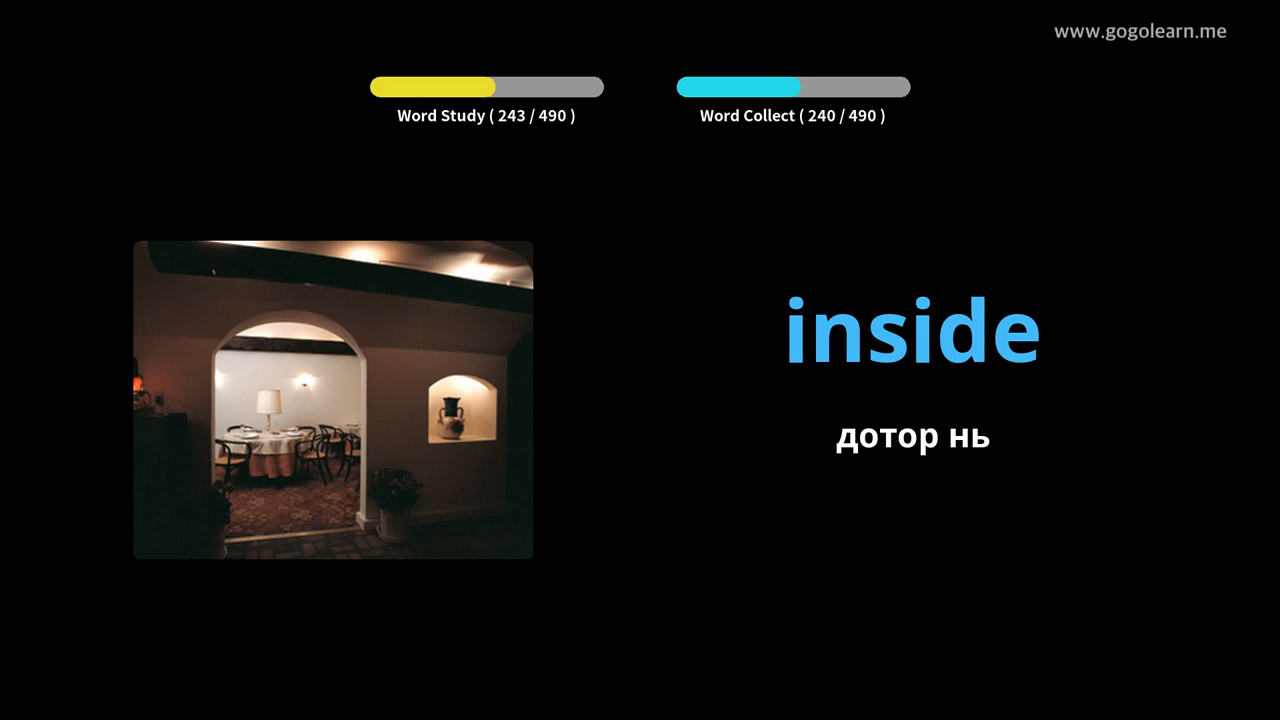 www.gogolearn.me
Word Study ( 243 / 490 )
Word Collect ( 240 / 490 )
inside
дотор нь